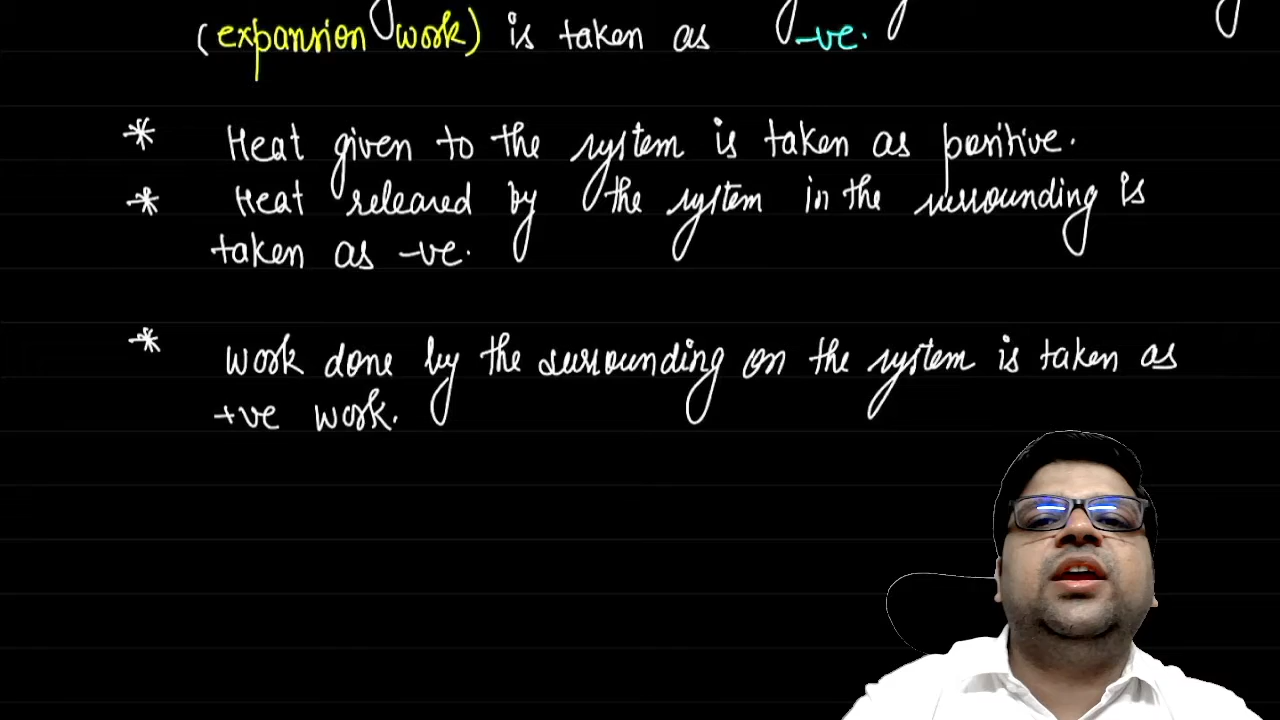 (expansion work) is taken as -ve.
* Heat given to the system is taken as positive.
* Heat released by the system in the surrounding is
taken as -ve.
* work done by the surrounding on the system is taken as
+ve work.